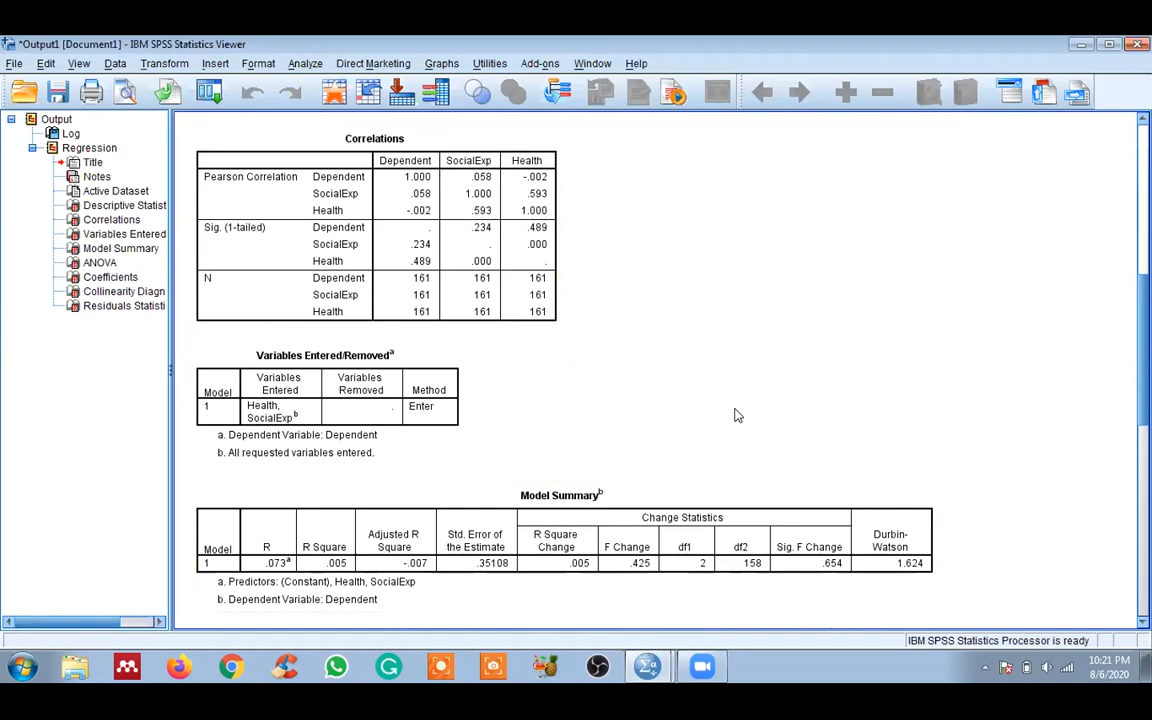 *Output1 [Document1] - IBM SPSS Statistics Viewer
File Edit View Data Transform Insert Format Analyze Direct Marketing Graphs Utilities Add-ons Window Help
Output
Log
Regression
Title
Notes
Active Dataset
Descriptive Statist
Correlations
Variables Entered
Model Summary
ANOVA
Coefficients
Collinearity Diagn
Residuals Statisti
Correlations
Dependent SocialExp Health
Pearson Correlation Dependent 1.000 .058 -.002
SocialExp .058 1.000 .593
Health -.002 .593 1.000
Sig. (1-tailed) Dependent . .234 .489
SocialExp .234 . .000
Health .489 .000 .
N Dependent 161 161 161
SocialExp 161 161 161
Health 161 161 161
Variables Entered/Removedᵃ
Model Variables Entered Variables Removed Method
1 Health, SocialExpᵇ . Enter
a. Dependent Variable: Dependent
b. All requested variables entered.
Model Summaryᵇ
Change Statistics
Model R R Square Adjusted R Square Std. Error of the Estimate R Square Change F Change df1 df2 Sig. F Change Durbin-Watson
1 .073ᵃ .005 -.007 .35108 .005 .425 2 158 .654 1.624
a. Predictors: (Constant), Health, SocialExp
b. Dependent Variable: Dependent
IBM SPSS Statistics Processor is ready
10:21 PM
8/6/2020